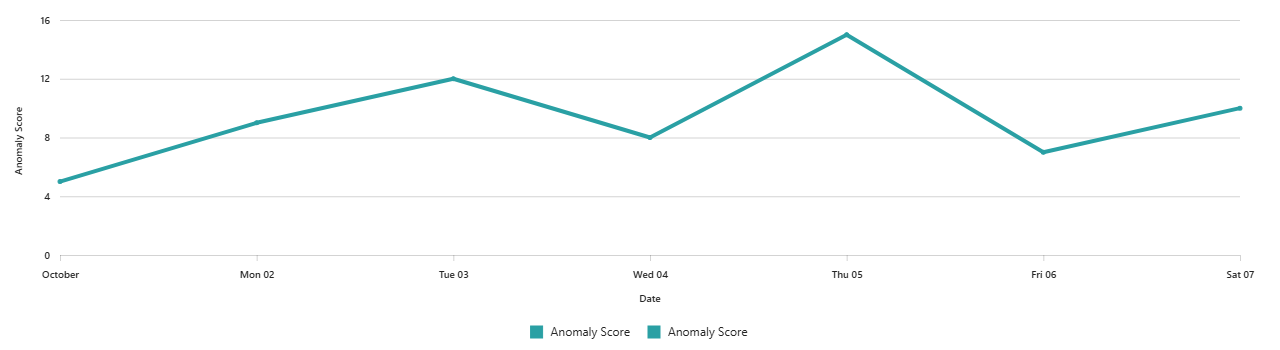 16
12
8
4
0
Anomaly Score
October Mon 02 Tue 03 Wed 04 Thu 05 Fri 06 Sat 07
Date
Anomaly Score Anomaly Score